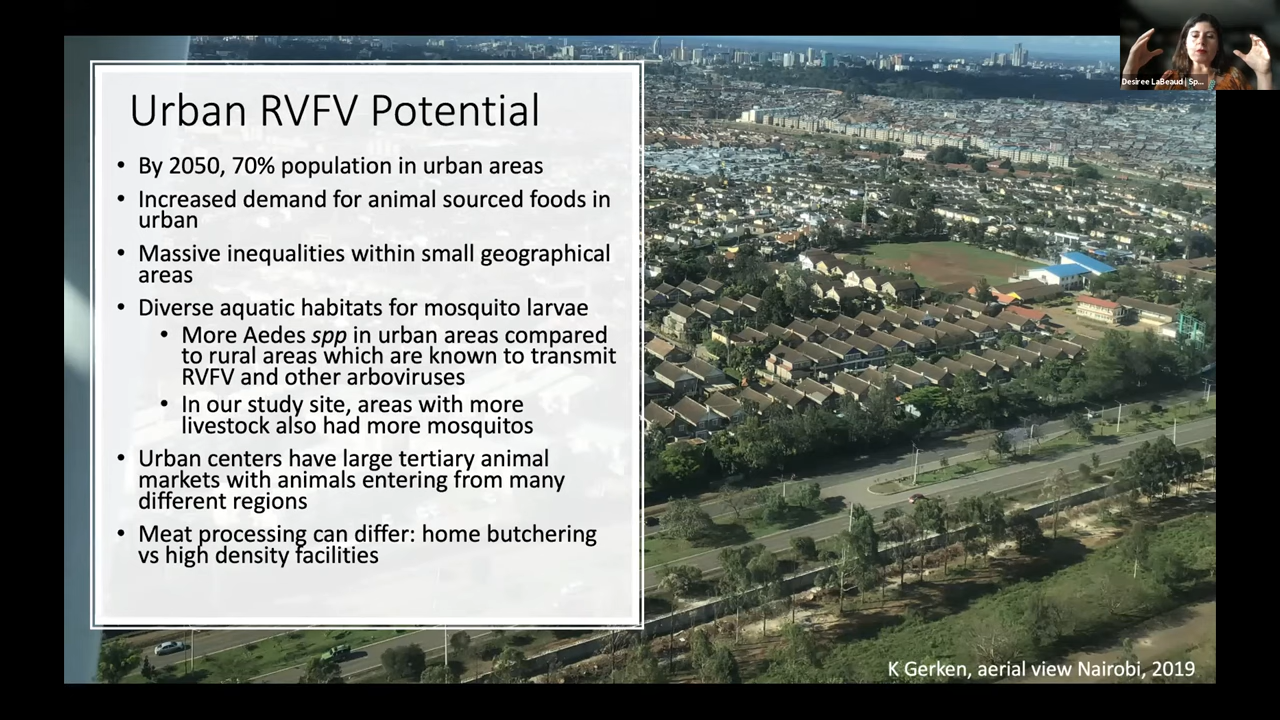 Urban RVFV Potential
• By 2050, 70% population in urban areas
• Increased demand for animal sourced foods in
urban
• Massive inequalities within small geographical
areas
• Diverse aquatic habitats for mosquito larvae
• More Aedes spp in urban areas compared
to rural areas which are known to transmit
RVFV and other arboviruses
• In our study site, areas with more
livestock also had more mosquitos
• Urban centers have large tertiary animal
markets with animals entering from many
different regions
• Meat processing can differ: home butchering
vs high density facilities
K Gerken, aerial view Nairobi, 2019
Desiree LaBeaud | Sp...